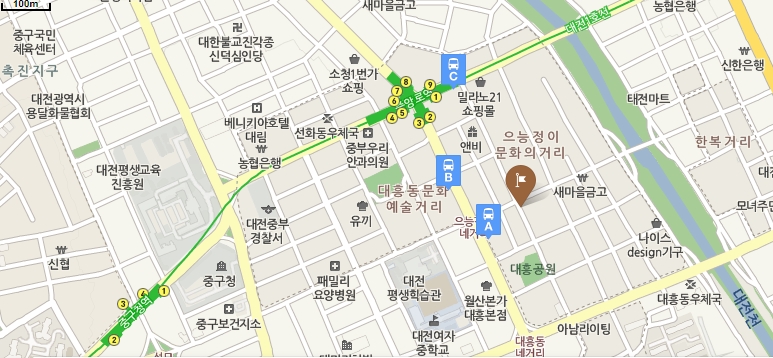 100m
새마을금고
농협은행
중구국민
체육센터
대한불교진각종
신덕심인당
대전1호선
소청1번가
쇼핑
신한은행
촉진지구
대전광역시
용달화물협회
밀라노21
쇼핑몰
태전마트
베니키아호텔
대림
선화동우체국
앤비
으능정이
문화의거리
한복거리
농협은행
중부우리
안과의원
대전평생교육
진흥원
대흥동문화
예술거리
새마을금고
모녀주단
유끼
대전중부
경찰서
네거리
나이스
design가구
신협
중구청
패밀리
요양병원
대전
평생학습관
대흥공원
월산본가
대흥본점
대흥동우체국
대전천
중구청역
중구보건지소
대전여자
중학교
아남리이팅
대흥동
네거리
A
B
C
1
2
3
4
5
6
7
8
9
1
2
3
4